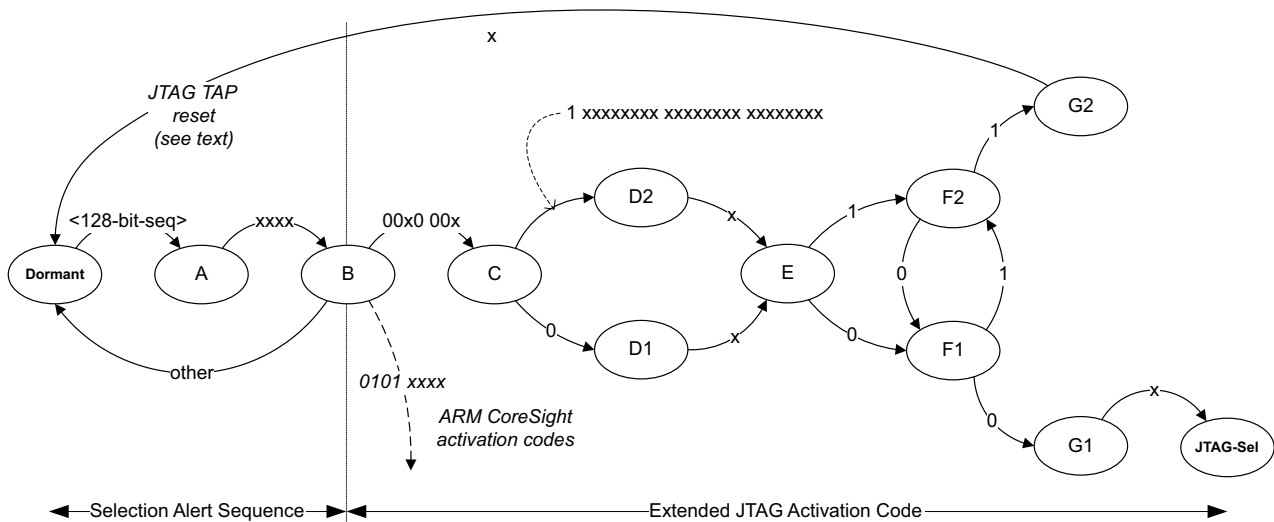 x
JTAG TAP
reset
(see text)
G2
1 xxxxxxxx xxxxxxxx xxxxxxxx
1
D2
F2
<128-bit-seq>
xxxx
00x0 00x
x
1
Dormant
A
B
C
E
0
1
0
x
0
D1
F1
other
0101 xxxx
ARM CoreSight
activation codes
0
x
G1
JTAG-Sel
Selection Alert Sequence
Extended JTAG Activation Code